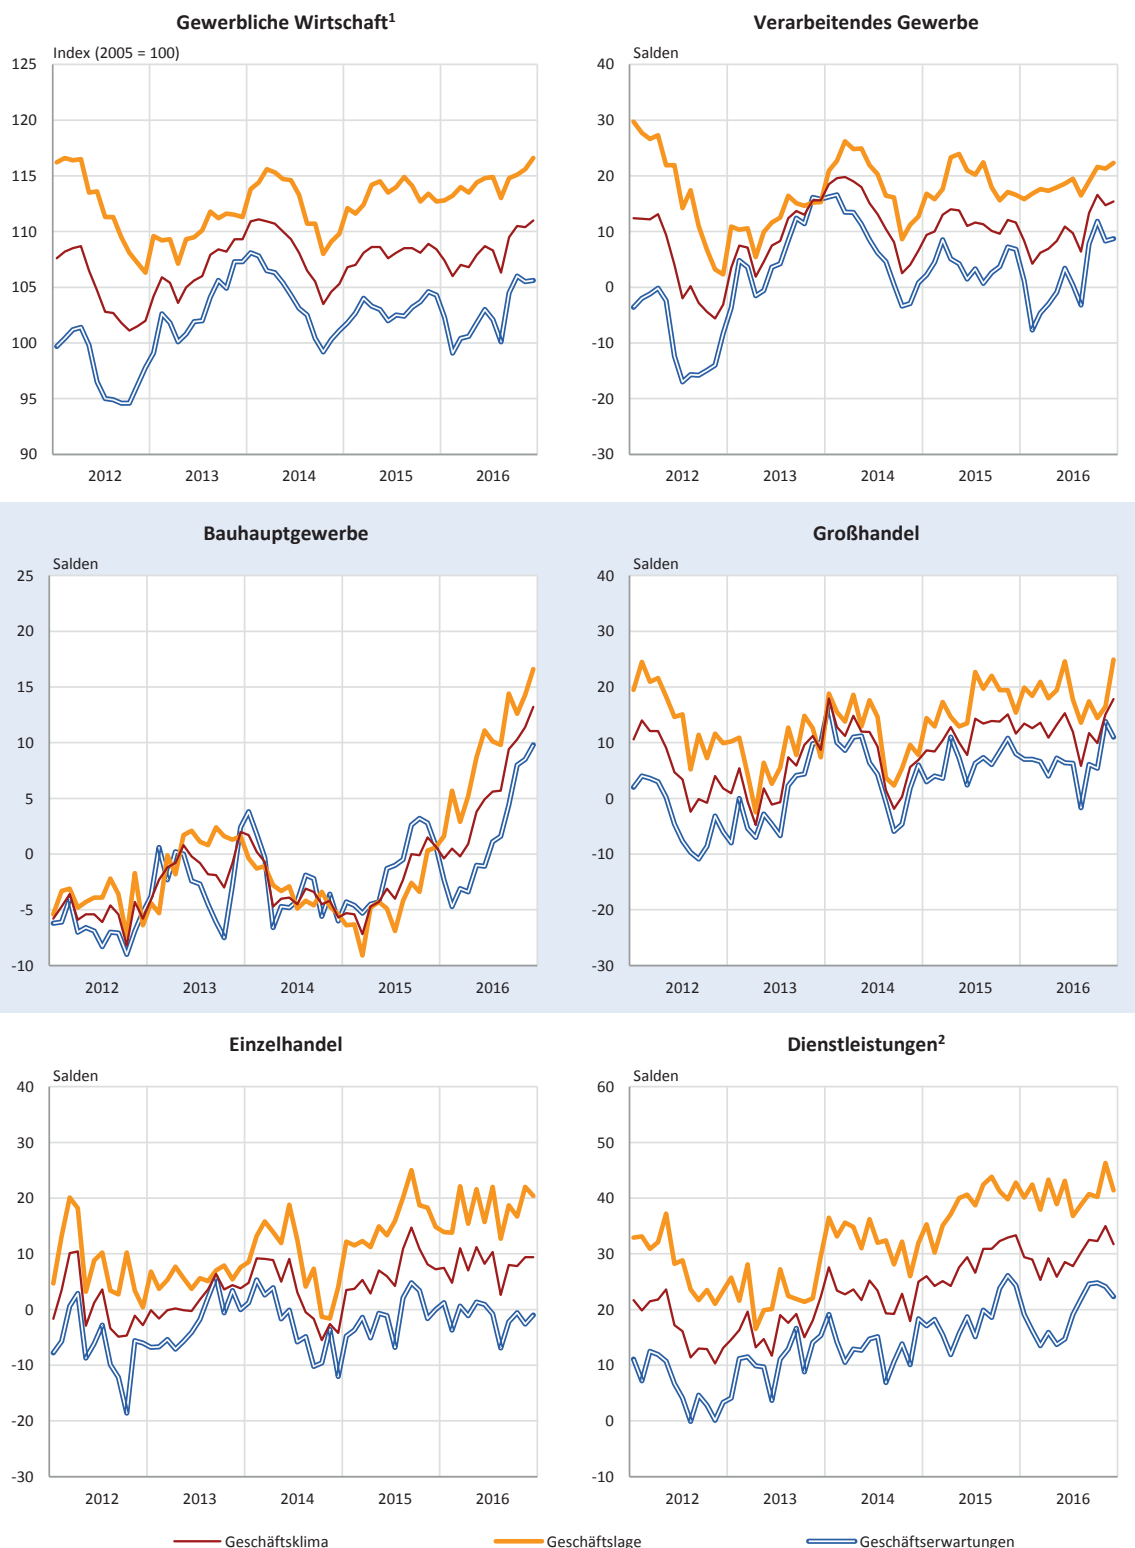 Gewerbliche Wirtschaft¹
Index (2005 = 100)
125
120
115
110
105
100
95
90
2012 2013 2014 2015 2016
Verarbeitendes Gewerbe
Salden
40
30
20
10
0
-10
-20
-30
2012 2013 2014 2015 2016
Bauhauptgewerbe
Salden
25
20
15
10
5
0
-5
-10
2012 2013 2014 2015 2016
Großhandel
Salden
40
30
20
10
0
-10
-20
-30
2012 2013 2014 2015 2016
Einzelhandel
Salden
40
30
20
10
0
-10
-20
-30
2012 2013 2014 2015 2016
Dienstleistungen²
Salden
60
50
40
30
20
10
0
-10
2012 2013 2014 2015 2016
Geschäftsklima Geschäftslage Geschäftserwartungen